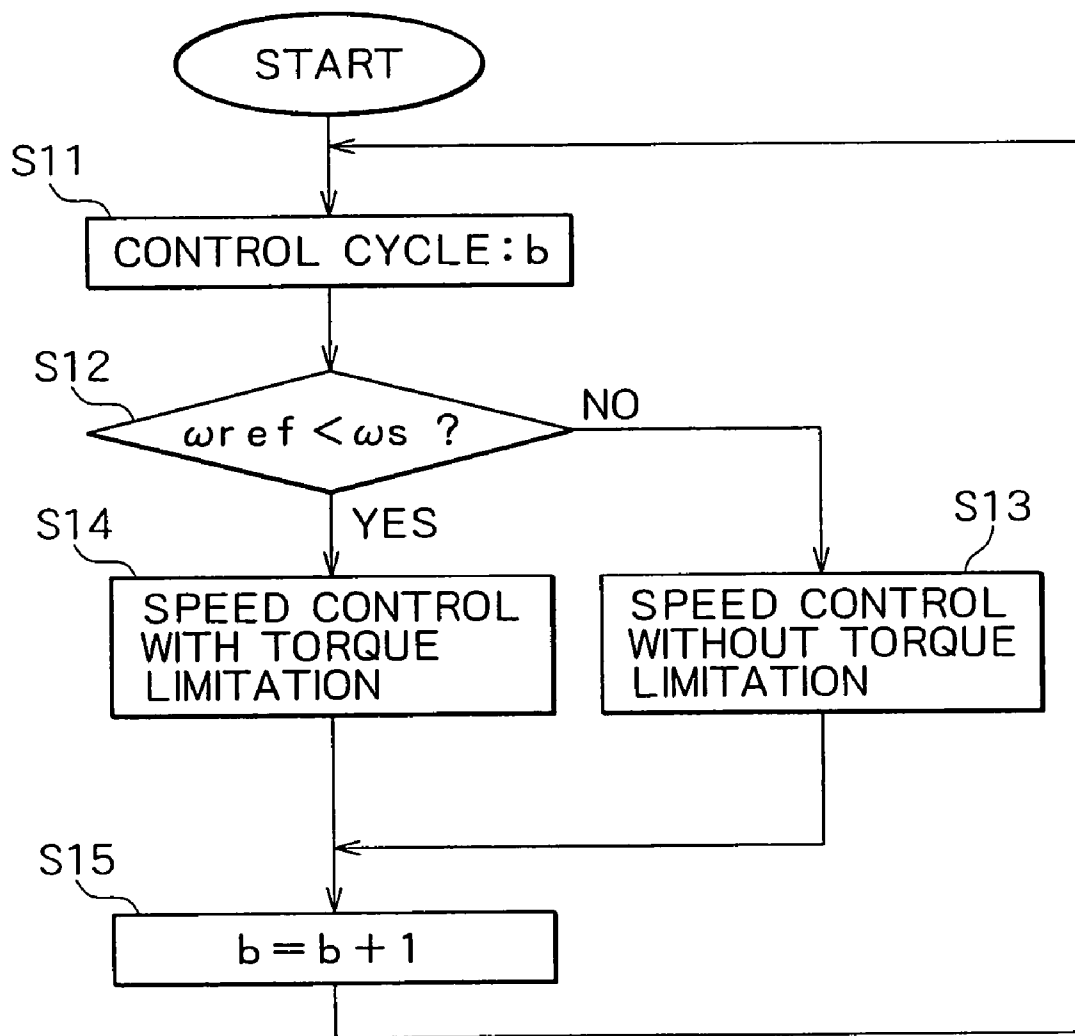 START
S11
CONTROL CYCLE:b
S12
ωref<ωs ?
NO
YES
S14
S13
SPEED CONTROL
WITH TORQUE
LIMITATION
SPEED CONTROL
WITHOUT TORQUE
LIMITATION
S15
b=b+1